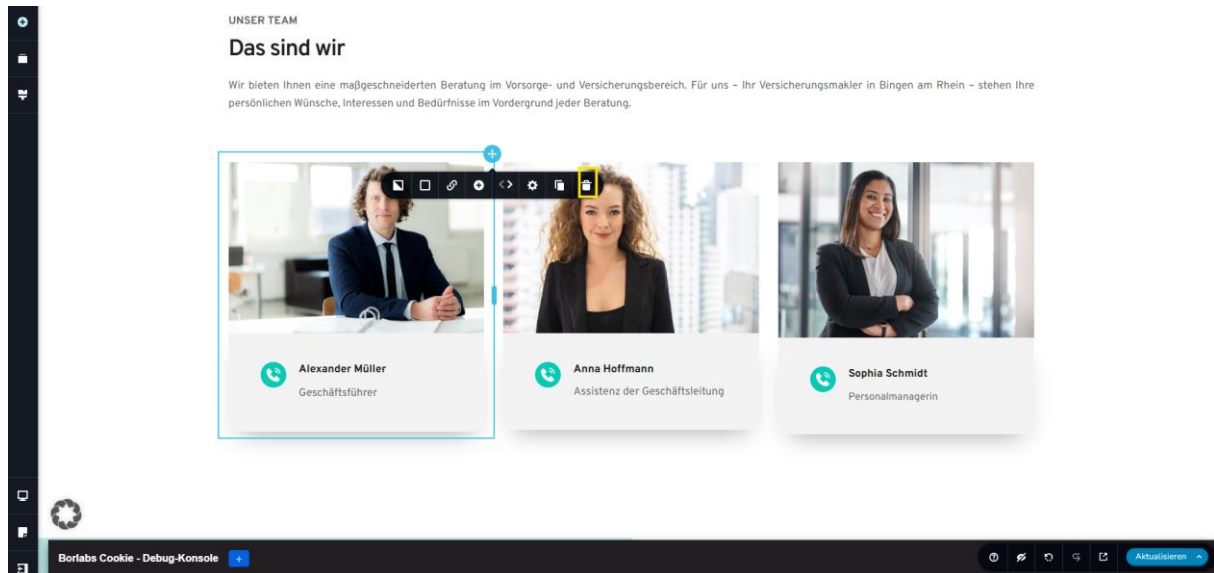 UNSER TEAM
Das sind wir
Wir bieten Ihnen eine maßgeschneiderten Beratung im Vorsorge- und Versicherungsbereich. Für uns – Ihr Versicherungsmakler in Bingen am Rhein – stehen Ihre
persönlichen Wünsche, Interessen und Bedürfnisse im Vordergrund jeder Beratung.
Alexander Müller
Geschäftsführer
Anna Hoffmann
Assistenz der Geschäftsleitung
Sophia Schmidt
Personalmanagerin
Borlabs Cookie - Debug-Konsole
Aktualisieren